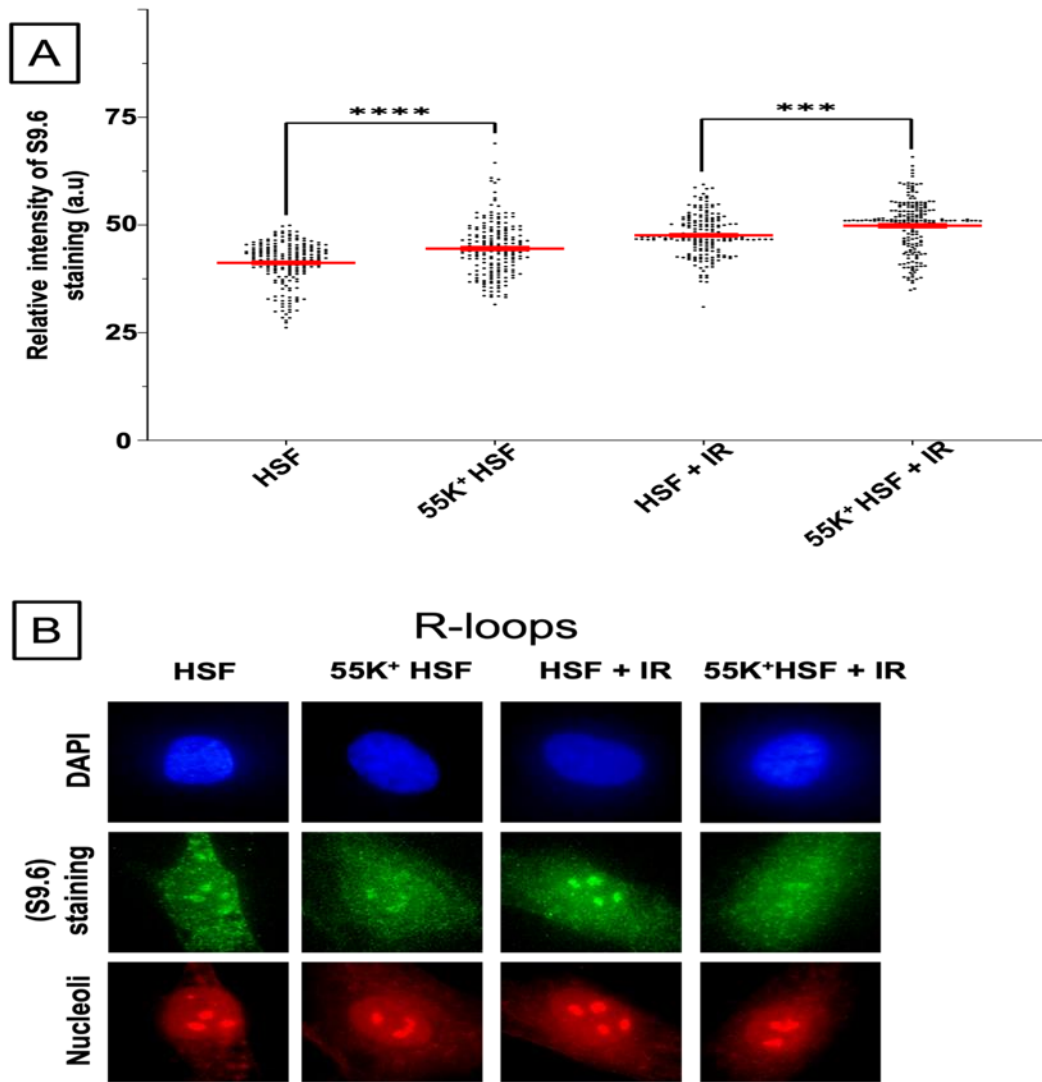 A
Relative intensity of S9.6
staining (a.u)
75
50
25
0
****
***
HSF
55K⁺ HSF
HSF + IR
55K⁺ HSF + IR
B
R-loops
HSF
55K⁺ HSF
HSF + IR
55K⁺HSF + IR
DAPI
(S9.6)
staining
Nucleoli